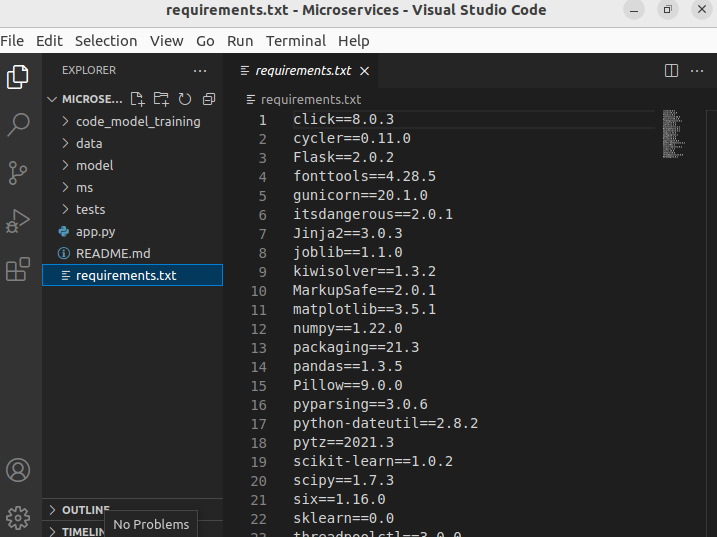 requirements.txt - Microservices - Visual Studio Code
File Edit Selection View Go Run Terminal Help
EXPLORER
MICROSE...
code_model_training
data
model
ms
tests
app.py
README.md
requirements.txt
OUTLINE
TIMELIN
No Problems
requirements.txt
requirements.txt
1 click==8.0.3
2 cycler==0.11.0
3 Flask==2.0.2
4 fonttools==4.28.5
5 gunicorn==20.1.0
6 itsdangerous==2.0.1
7 Jinja2==3.0.3
8 joblib==1.1.0
9 kiwisolver==1.3.2
10 MarkupSafe==2.0.1
11 matplotlib==3.5.1
12 numpy==1.22.0
13 packaging==21.3
14 pandas==1.3.5
15 Pillow==9.0.0
16 pyparsing==3.0.6
17 python-dateutil==2.8.2
18 pytz==2021.3
19 scikit-learn==1.0.2
20 scipy==1.7.3
21 six==1.16.0
22 sklearn==0.0
23 threadpoolctl==3.0.0